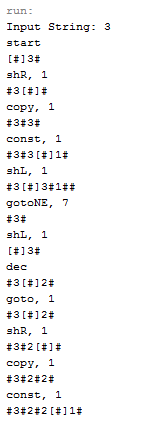 run:
Input String: 3
start
[#]3#
shR, 1
#3[#]#
copy, 1
#3#3#
const, 1
#3#3[#]1#
shL, 1
#3[#]3#1##
gotoNE, 7
#3#
shL, 1
[#]3#
dec
#3[#]2#
goto, 1
#3[#]2#
shR, 1
#3#2[#]#
copy, 1
#3#2#2#
const, 1
#3#2#2[#]1#